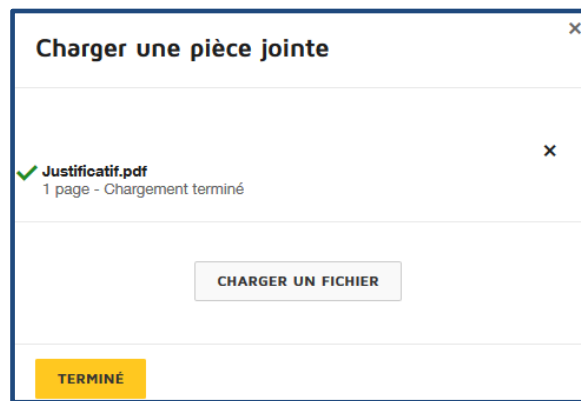 Charger une pièce jointe
Justificatif.pdf
1 page - Chargement terminé
CHARGER UN FICHIER
TERMINÉ